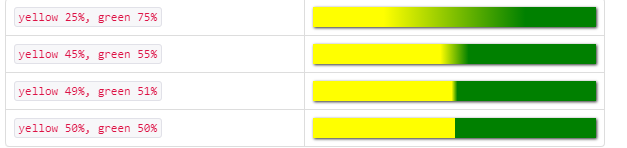 yellow 25%, green 75%
yellow 45%, green 55%
yellow 49%, green 51%
yellow 50%, green 50%